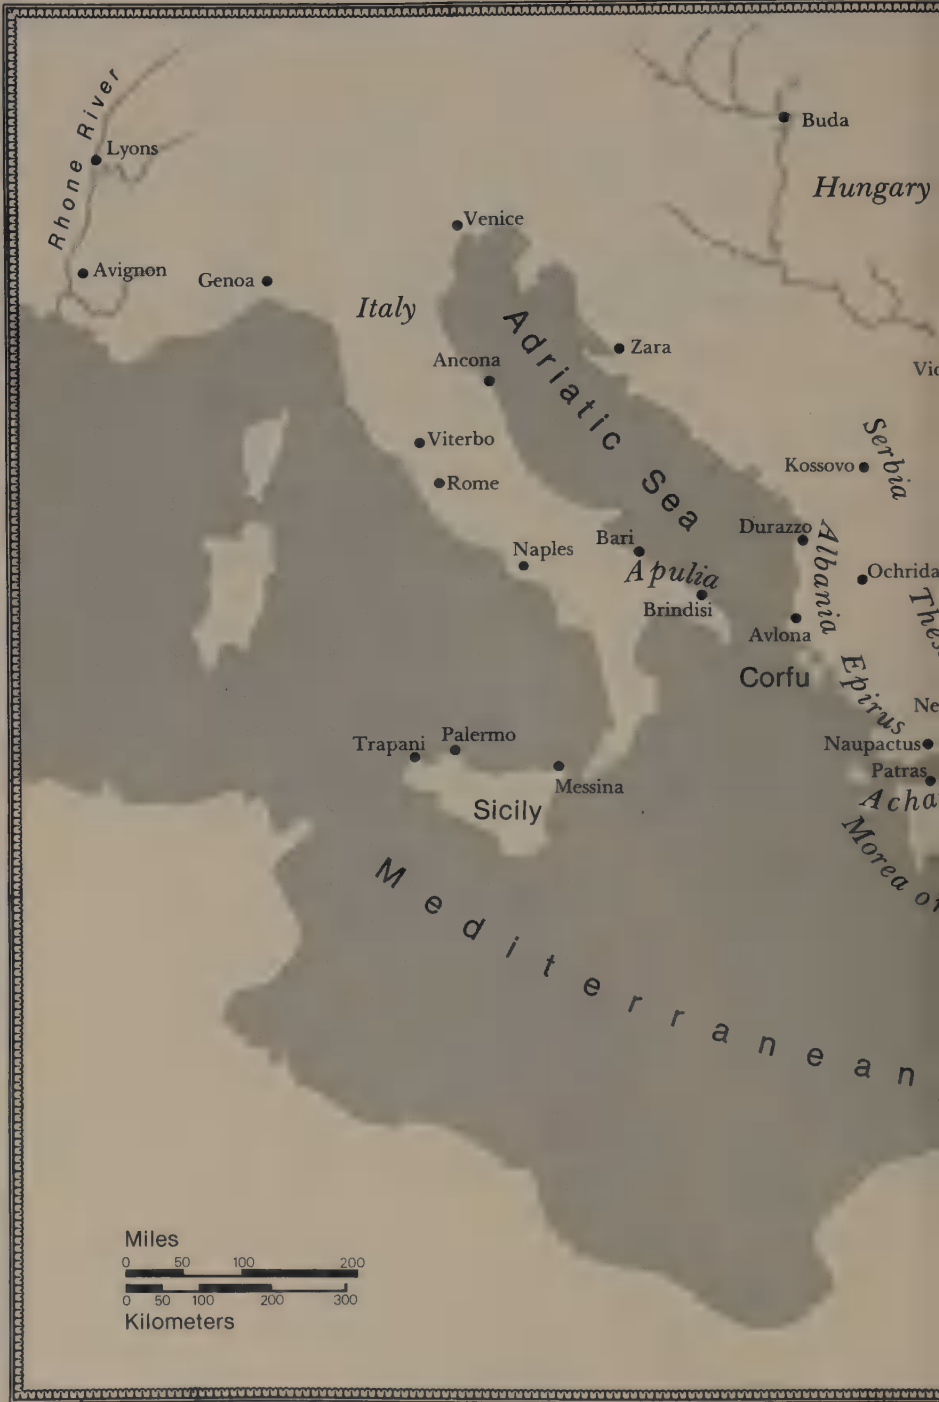 Rhone River
Lyons
Avignon
Genoa
Venice
Italy
Buda
Hungary
Adriatic Sea
Zara
Ancona
Viterbo
Rome
Naples
Bari
Apulia
Brindisi
Kossovo
Serbia
Durazzo
Albania
Ochrida
Avlona
Corfu
Epirus
Naupactus
Patras
Trapani
Palermo
Messina
Sicily
Morea or
Mediterranean
Miles
0 50 100 200
0 50 100 200 300
Kilometers